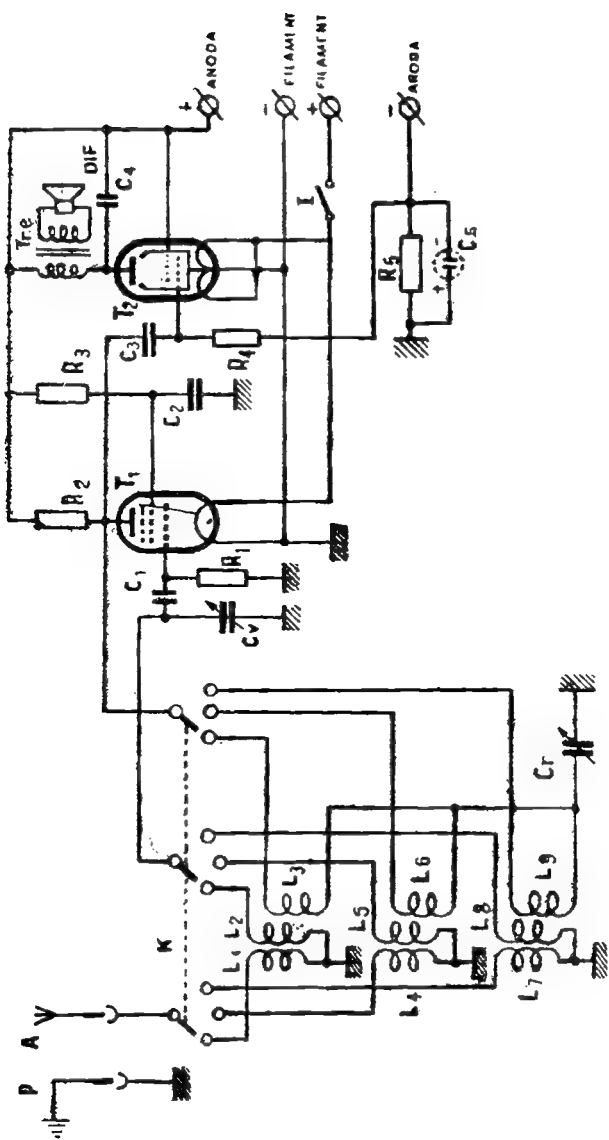 P
A
K
L1
L2
L3
L4
L5
L6
L7
L8
L9
Cr
Cv
C1
R1
T1
R2
R3
C2
C3
R4
T2
Tr.e
DIF
C4
I
R5
C5
+
-
+ ANODA
- FILAMENT
+ FILAMENT
- ANODA